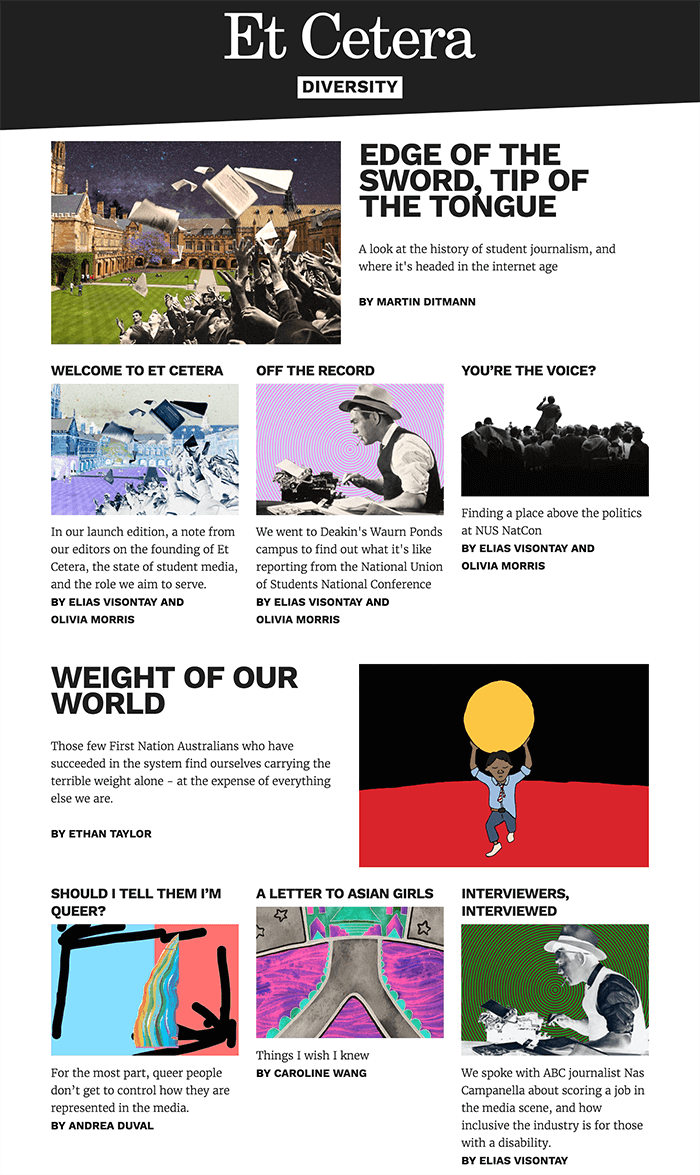 Et Cetera
DIVERSITY
EDGE OF THE
SWORD, TIP OF
THE TONGUE
A look at the history of student journalism, and
where it's headed in the internet age
BY MARTIN DITMANN
WELCOME TO ET CETERA
In our launch edition, a note from
our editors on the founding of Et
Cetera, the state of student media,
and the role we aim to serve.
BY ELIAS VISONTAY AND
OLIVIA MORRIS
OFF THE RECORD
We went to Deakin's Waurn Ponds
campus to find out what it's like
reporting from the National Union
of Students National Conference
BY ELIAS VISONTAY AND
OLIVIA MORRIS
YOU’RE THE VOICE?
Finding a place above the politics
at NUS NatCon
BY ELIAS VISONTAY AND
OLIVIA MORRIS
WEIGHT OF OUR
WORLD
Those few First Nation Australians who have
succeeded in the system find ourselves carrying the
terrible weight alone - at the expense of everything
else we are.
BY ETHAN TAYLOR
SHOULD I TELL THEM I’M
QUEER?
For the most part, queer people
don’t get to control how they are
represented in the media.
BY ANDREA DUVAL
A LETTER TO ASIAN GIRLS
Things I wish I knew
BY CAROLINE WANG
INTERVIEWERS,
INTERVIEWED
We spoke with ABC journalist Nas
Campanella about scoring a job in
the media scene, and how
inclusive the industry is for those
with a disability.
BY ELIAS VISONTAY